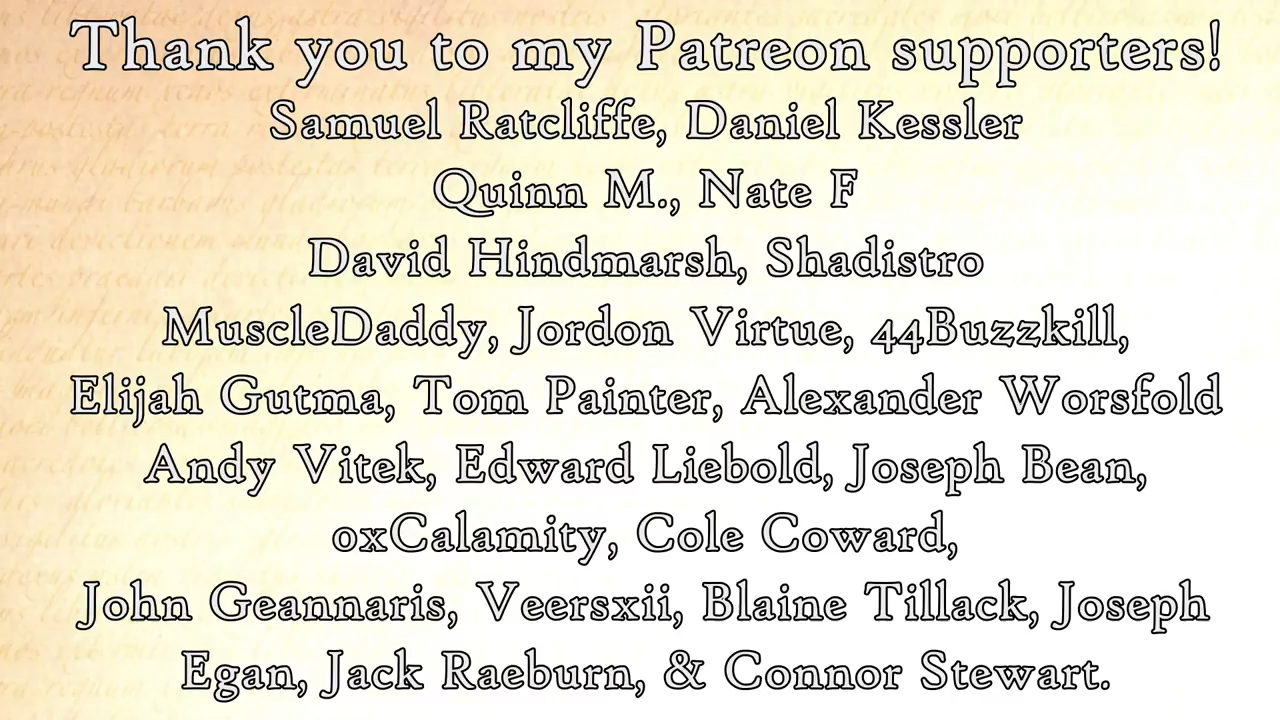 Thank you to my Patreon supporters!
Samuel Ratcliffe, Daniel Kessler
Quinn M., Nate F
David Hindmarsh, Shadistro
MuscleDaddy, Jordon Virtue, 44Buzzkill,
Elijah Gutma, Tom Painter, Alexander Worsfold
Andy Vitek, Edward Liebold, Joseph Bean,
0xCalamity, Cole Coward,
John Geannaris, Veersxii, Blaine Tillack, Joseph
Egan, Jack Raeburn, & Connor Stewart.